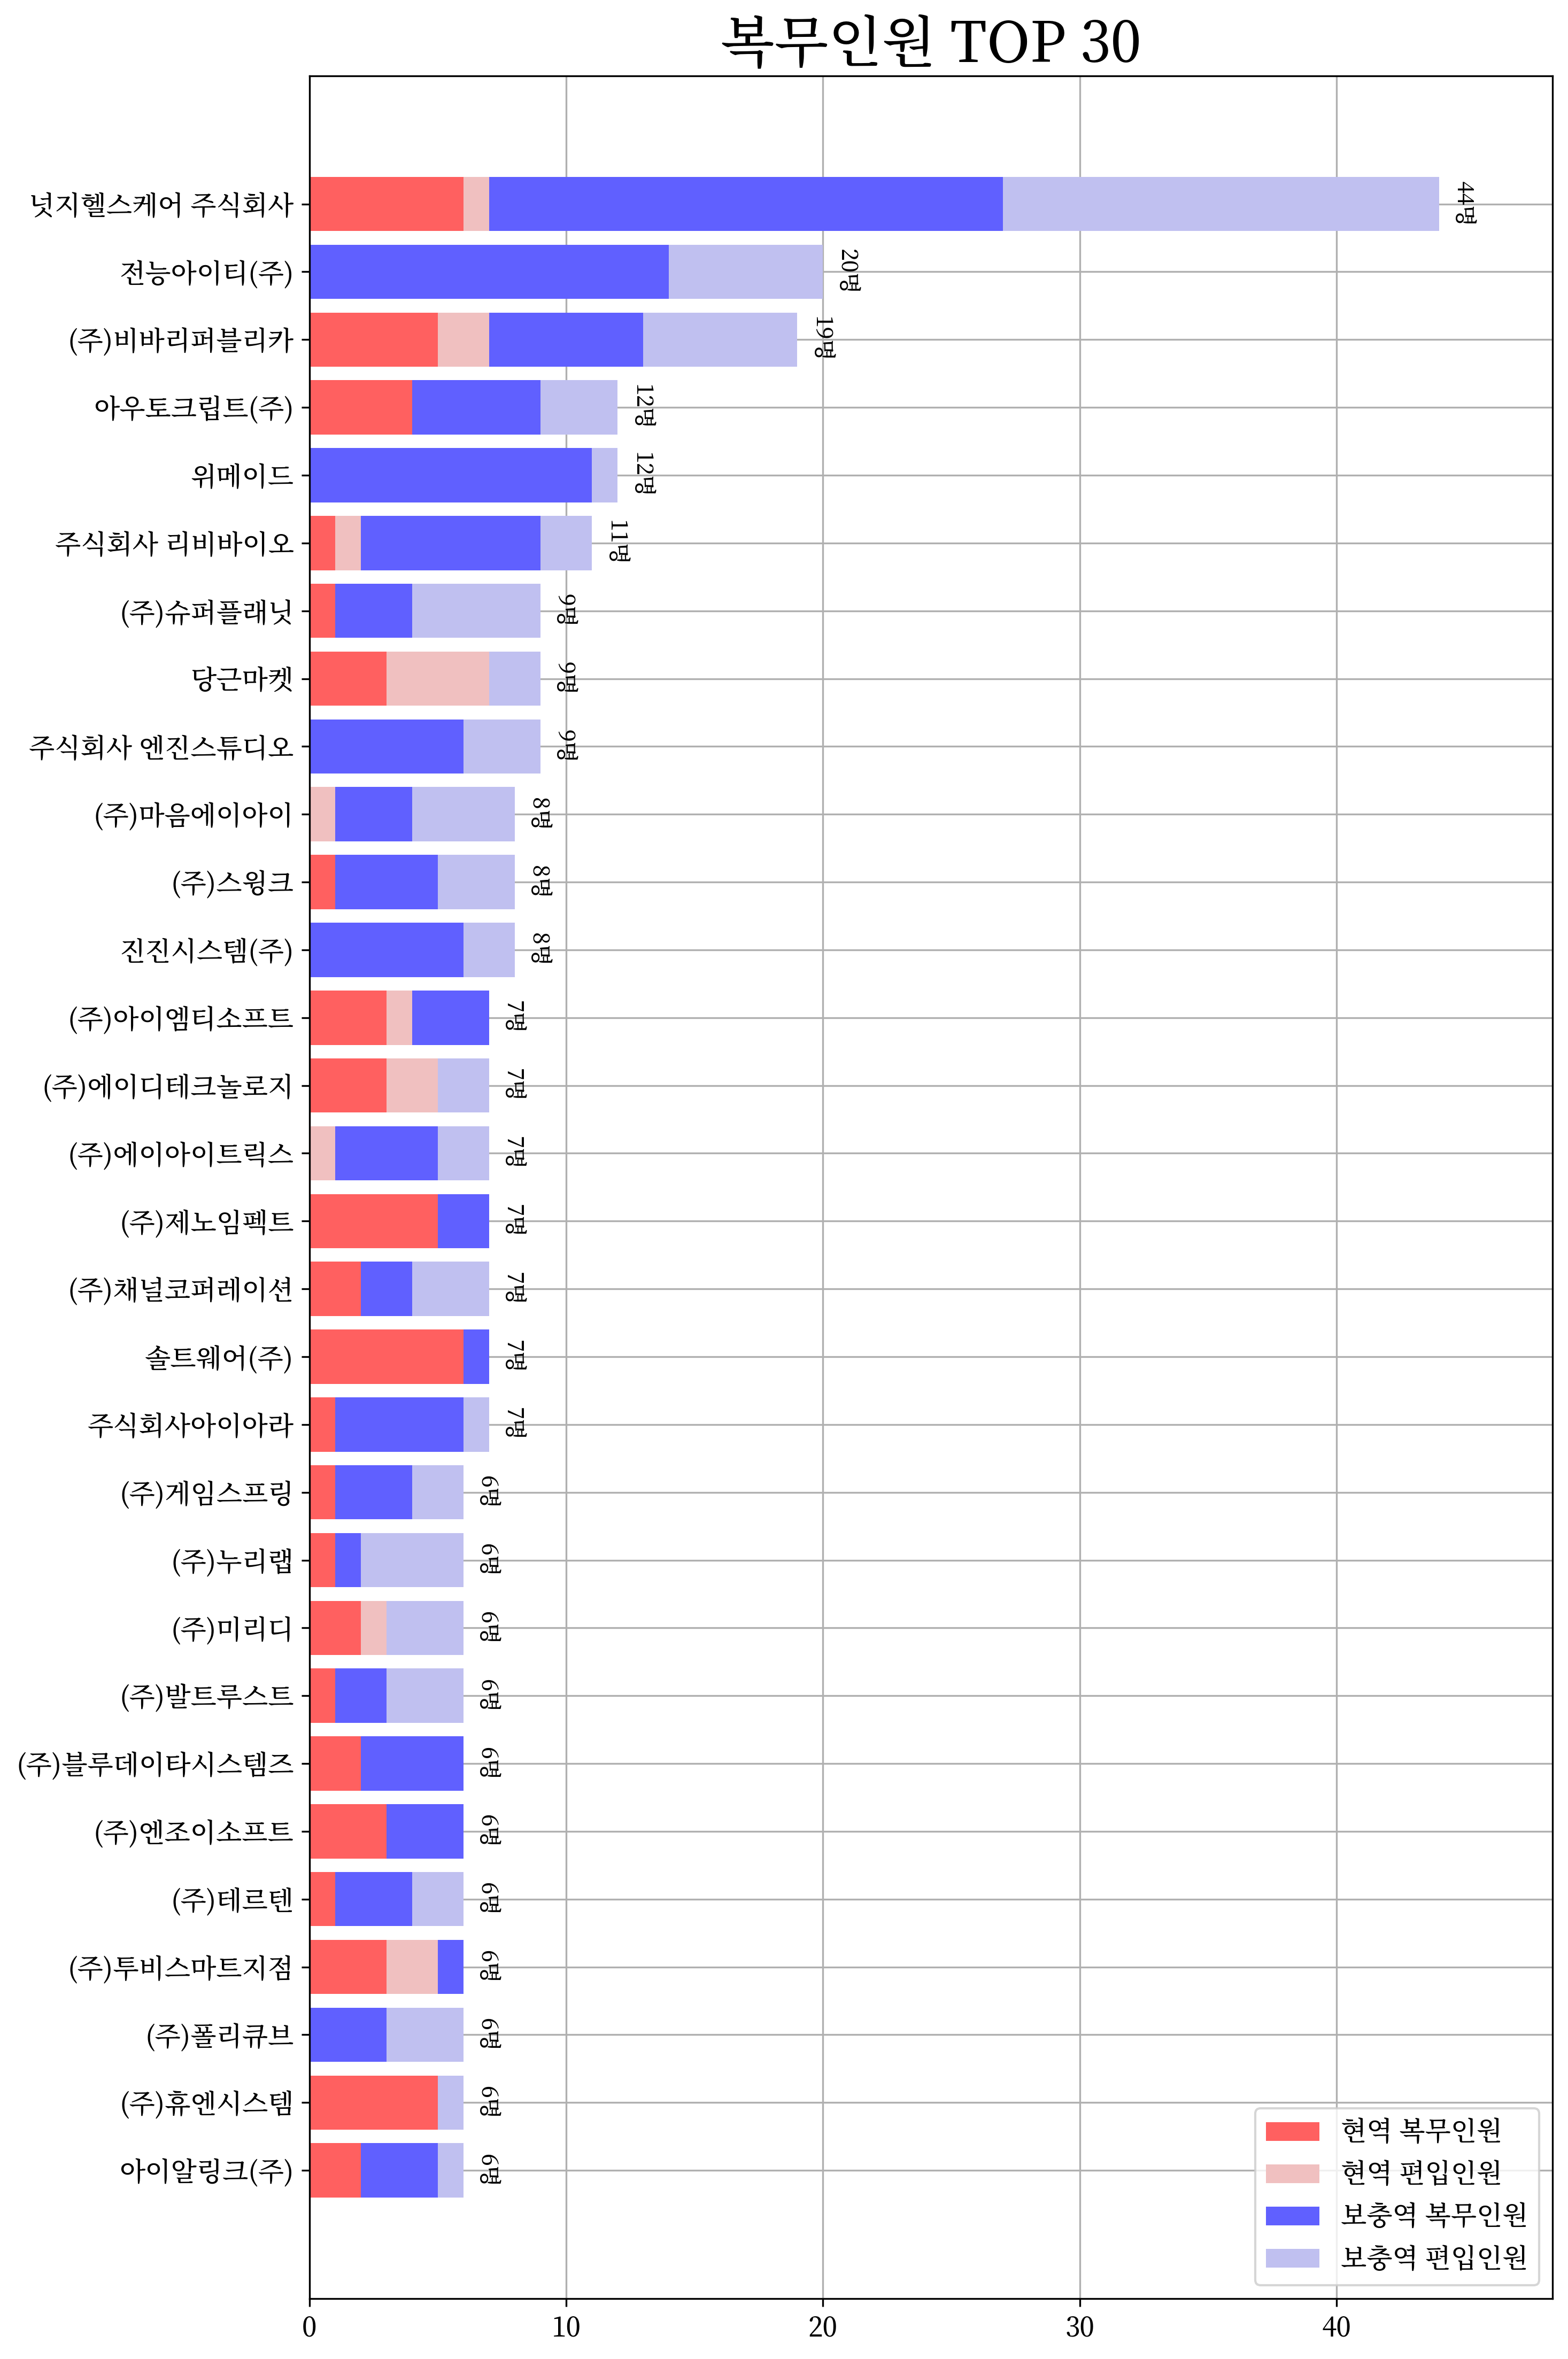 복무인원 TOP 30
넛지헬스케어 주식회사
44명
전능아이티(주)
20명
(주)비바리퍼블리카
19명
아우토크립트(주)
12명
위메이드
12명
주식회사 리비바이오
11명
(주)슈퍼플래닛
9명
당근마켓
9명
주식회사 엔진스튜디오
9명
(주)마음에이아이
8명
(주)스윙크
8명
진진시스템(주)
8명
(주)아이엠티소프트
7명
(주)에이디테크놀로지
7명
(주)에이아이트릭스
7명
(주)제노임펙트
7명
(주)채널코퍼레이션
7명
솔트웨어(주)
7명
주식회사아이아라
7명
(주)게임스프링
6명
(주)누리랩
6명
(주)미리디
6명
(주)발트루스트
6명
(주)블루데이타시스템즈
6명
(주)엔조이소프트
6명
(주)테르텐
6명
(주)투비스마트지점
6명
(주)폴리큐브
6명
(주)휴엔시스템
6명
아이알링크(주)
6명
현역 복무인원
현역 편입인원
보충역 복무인원
보충역 편입인원
0 10 20 30 40